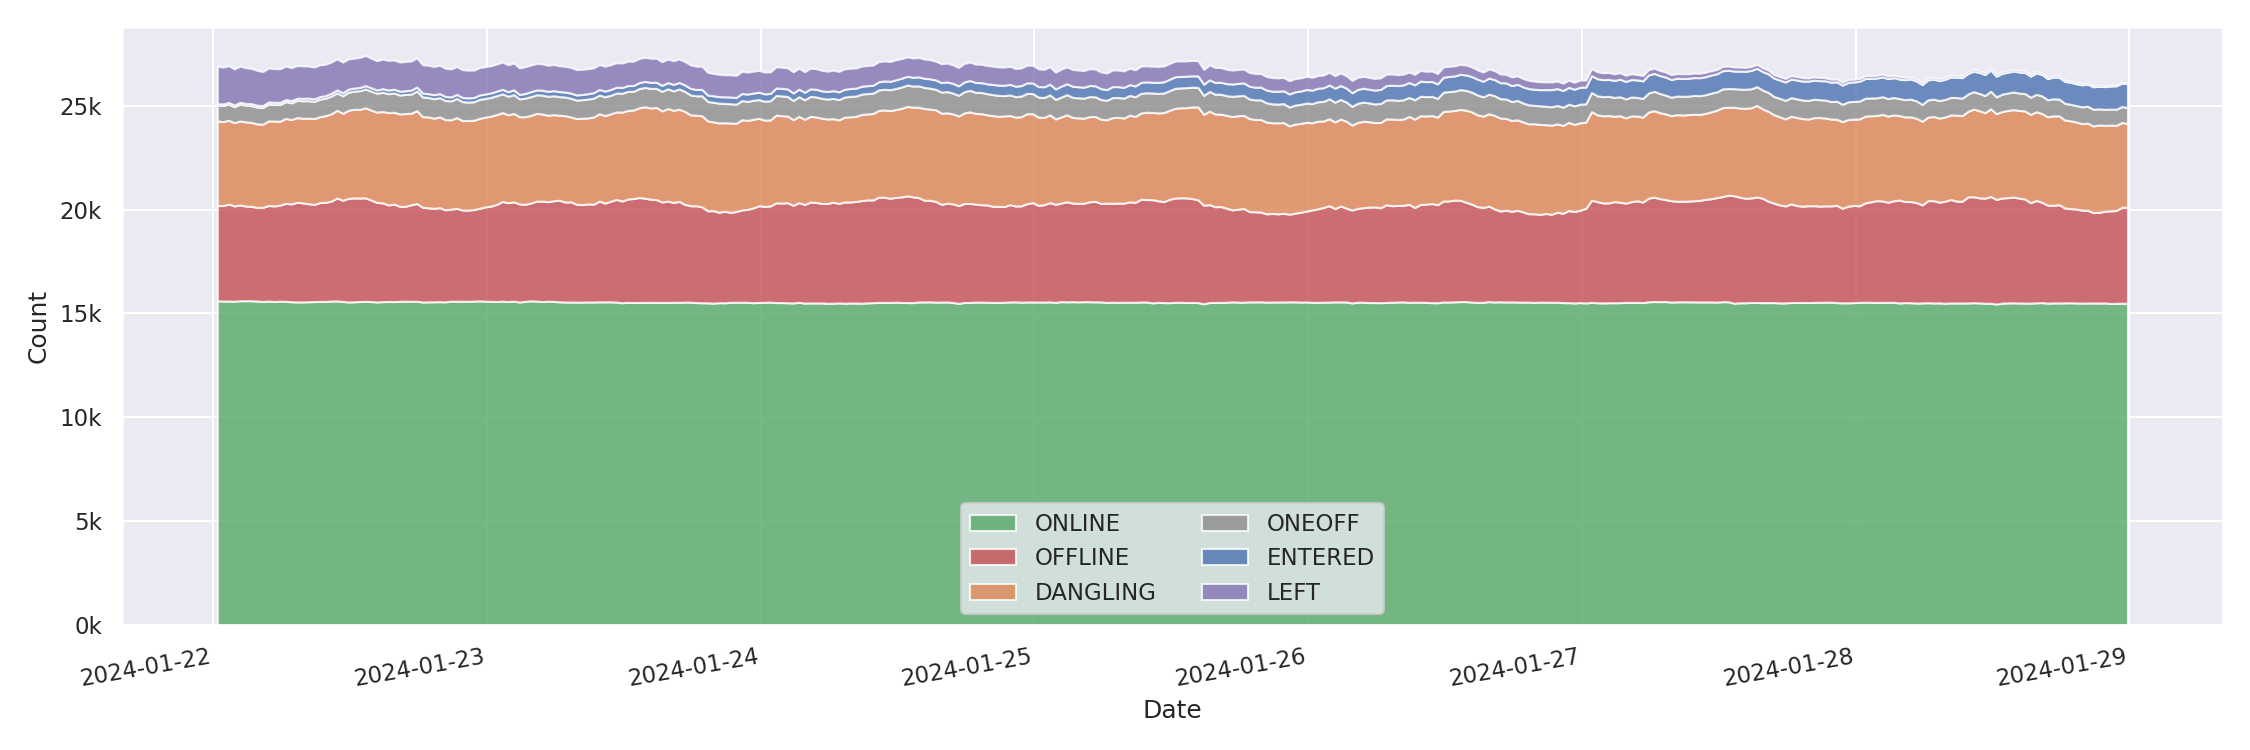 25k
20k
15k
10k
5k
0k
Count
ONLINE
OFFLINE
DANGLING
ONEOFF
ENTERED
LEFT
2024-01-22
2024-01-23
2024-01-24
2024-01-25
2024-01-26
2024-01-27
2024-01-28
2024-01-29
Date